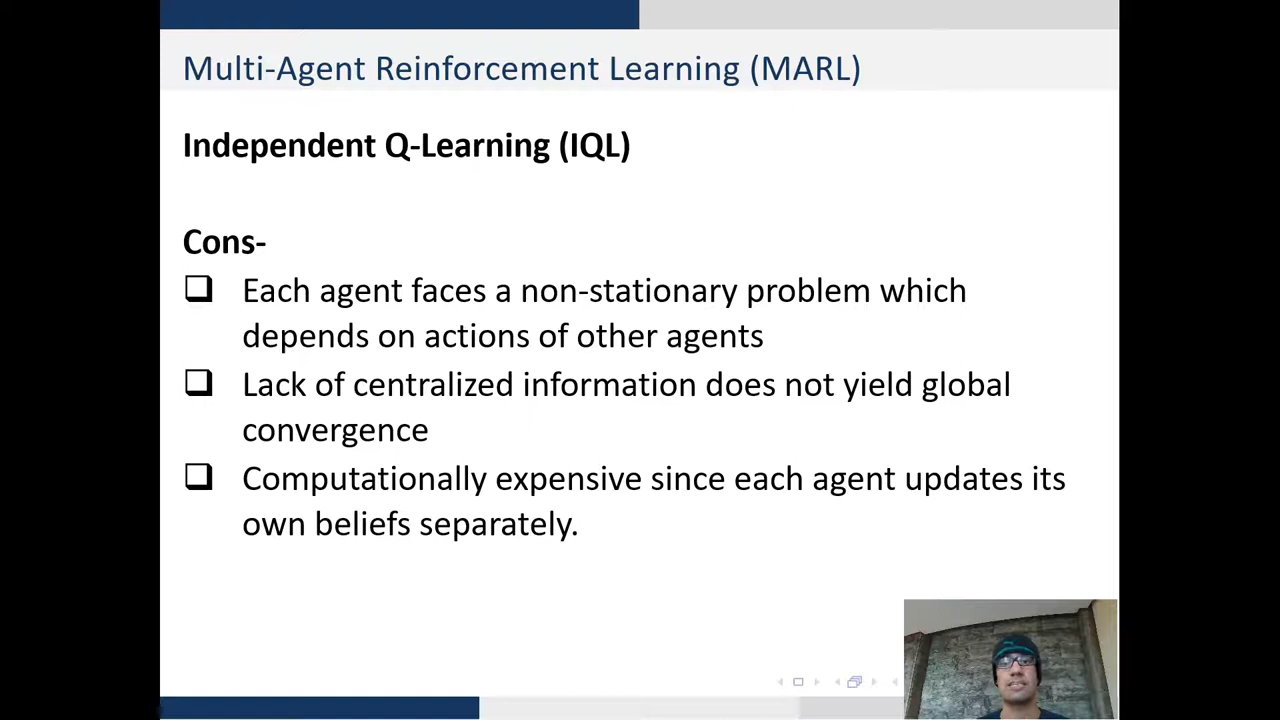 Multi-Agent Reinforcement Learning (MARL)
Independent Q-Learning (IQL)
Cons-
Each agent faces a non-stationary problem which
depends on actions of other agents
Lack of centralized information does not yield global
convergence
Computationally expensive since each agent updates its
own beliefs separately.